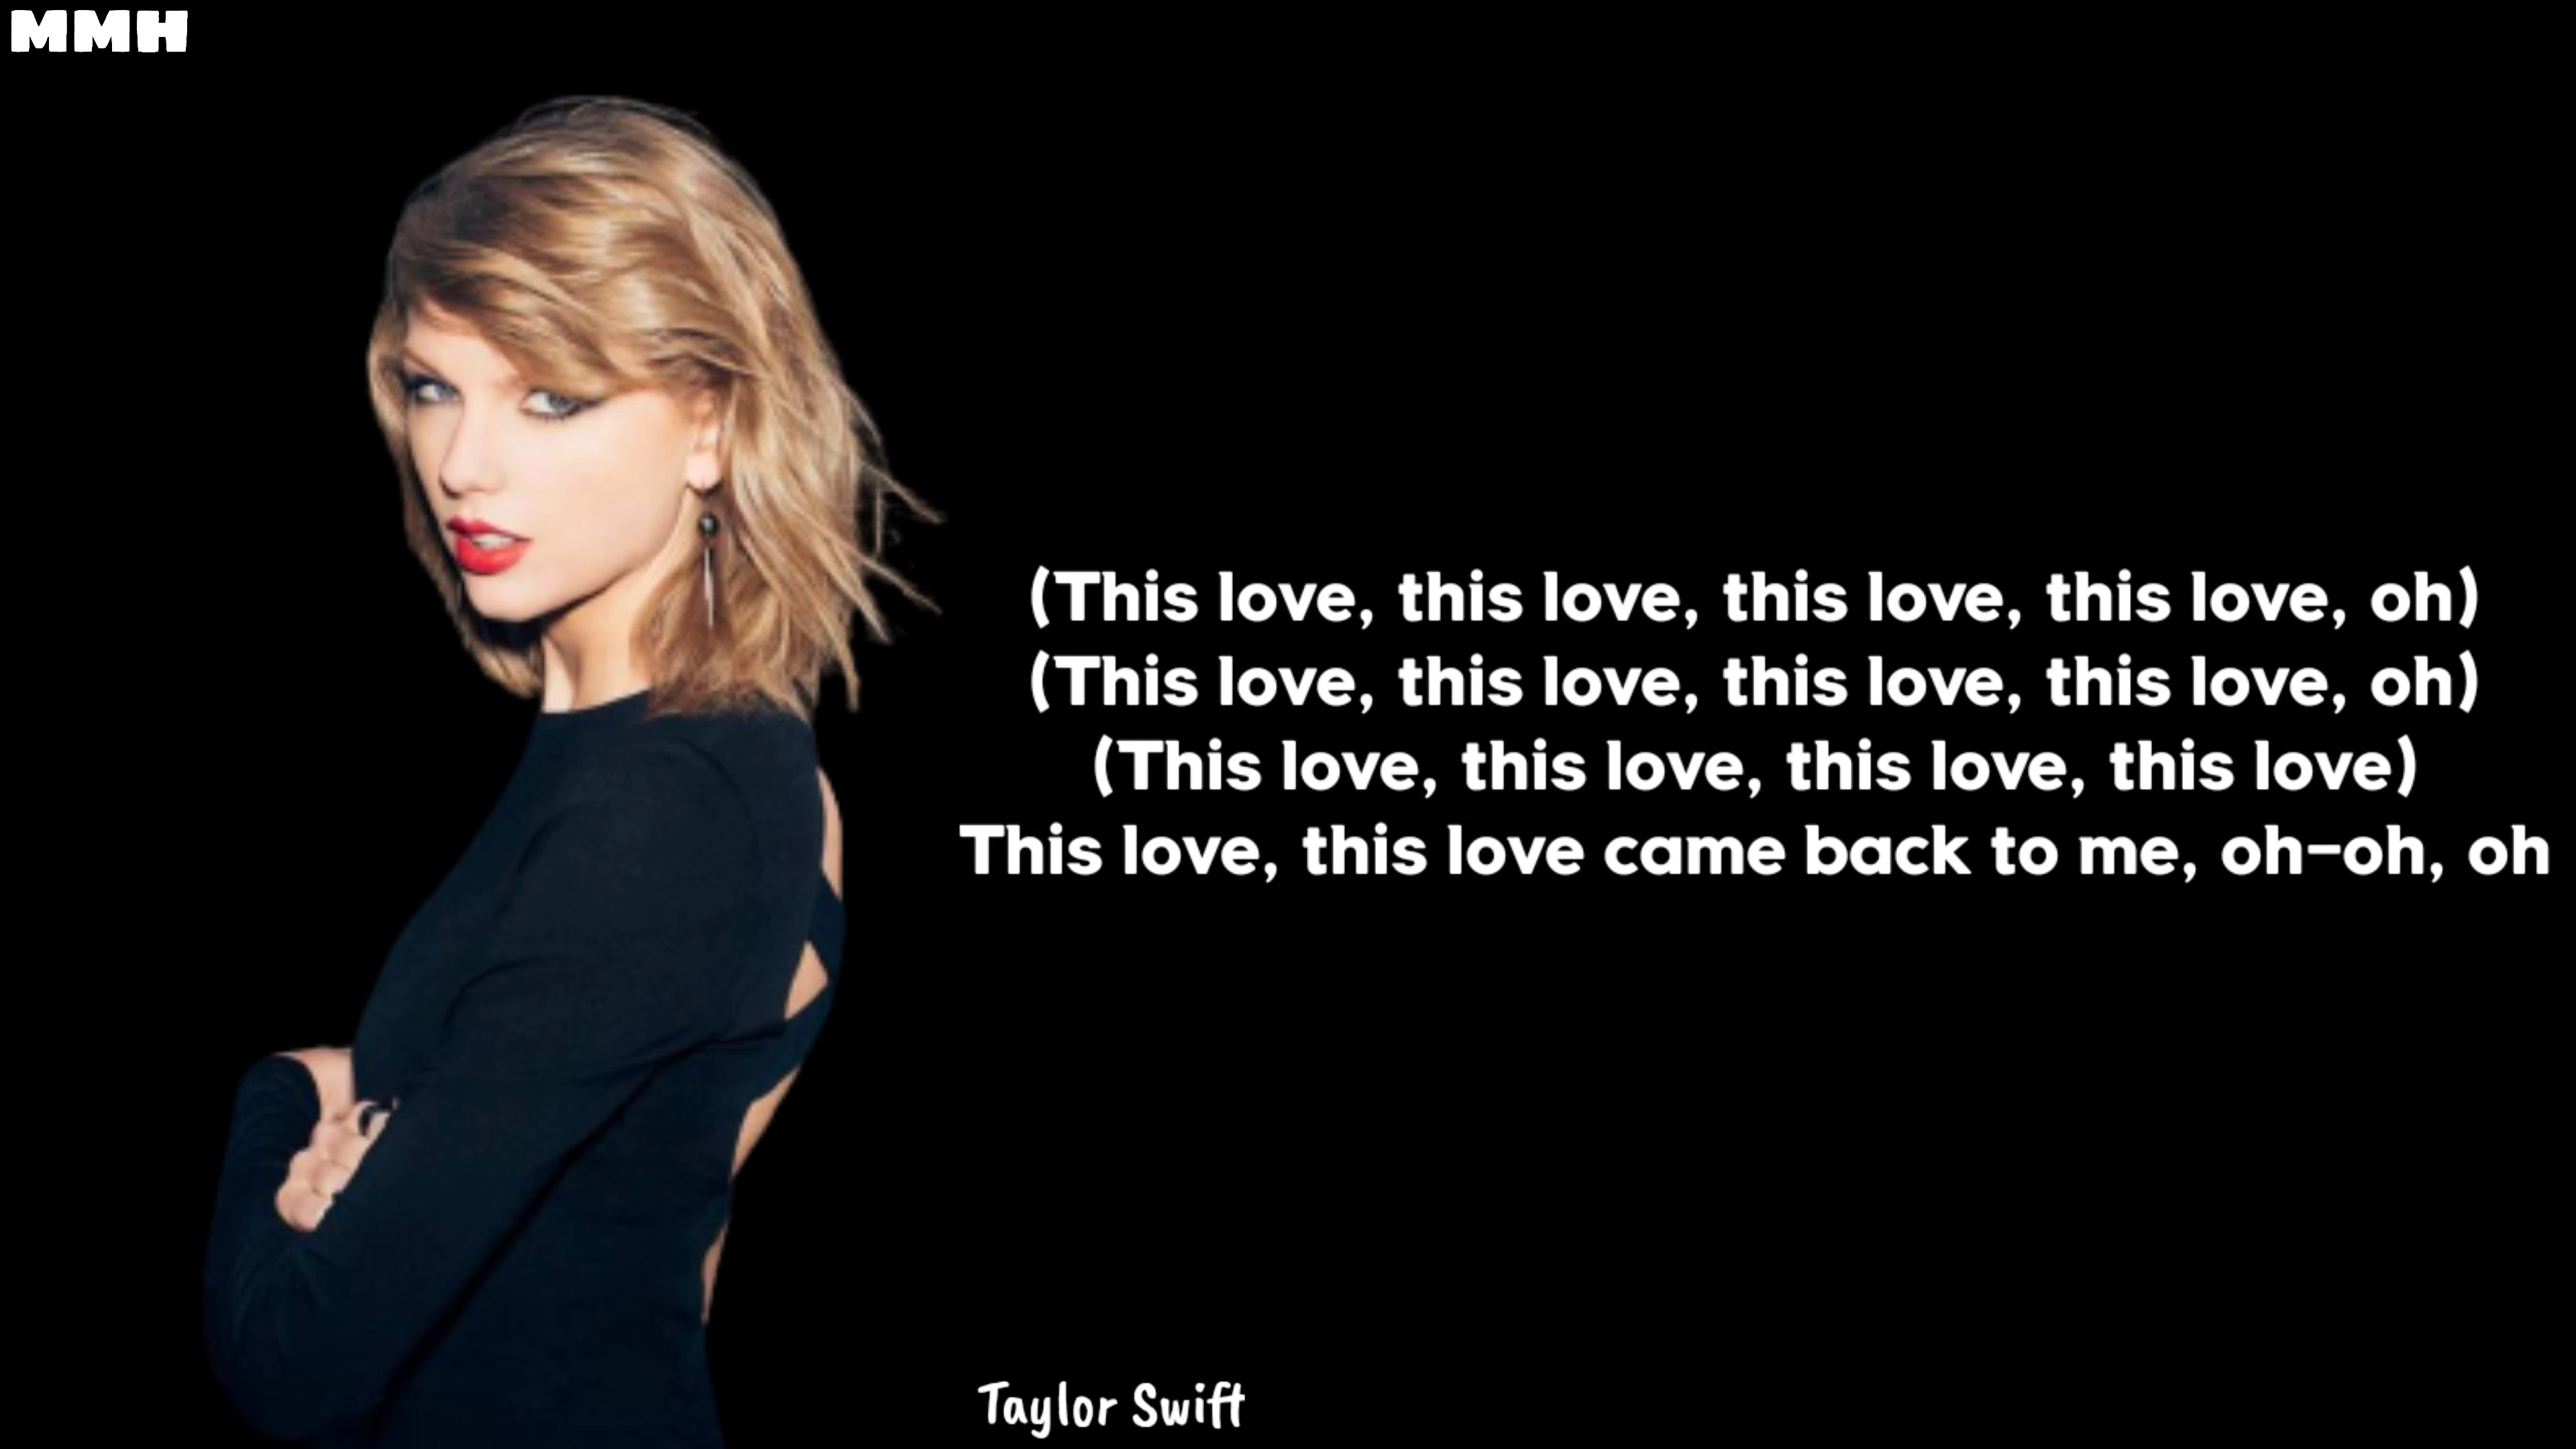 MMH
(This love, this love, this love, this love, oh)
(This love, this love, this love, this love, oh)
(This love, this love, this love, this love)
This love, this love came back to me, oh-oh, oh
Taylor Swift